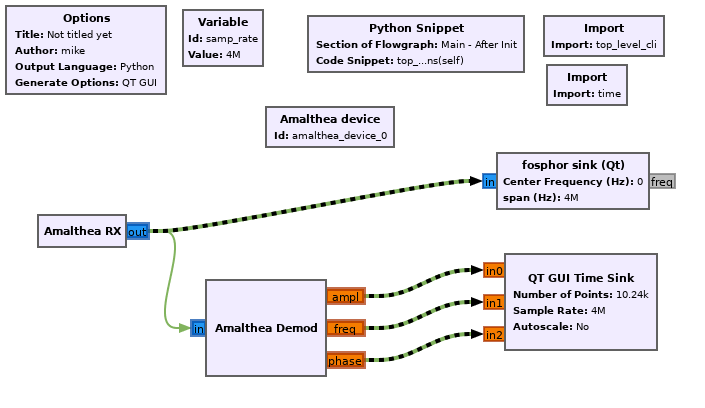 Options
Title: Not titled yet
Author: mike
Output Language: Python
Generate Options: QT GUI
Variable
Id: samp_rate
Value: 4M
Python Snippet
Section of Flowgraph: Main - After Init
Code Snippet: top_...ns(self)
Import
Import: top_level_cli
Import
Import: time
Amalthea device
Id: amalthea_device_0
fosphor sink (Qt)
Center Frequency (Hz): 0
span (Hz): 4M
in
freq
Amalthea RX
out
Amalthea Demod
in
ampl
freq
phase
QT GUI Time Sink
Number of Points: 10.24k
Sample Rate: 4M
Autoscale: No
in0
in1
in2